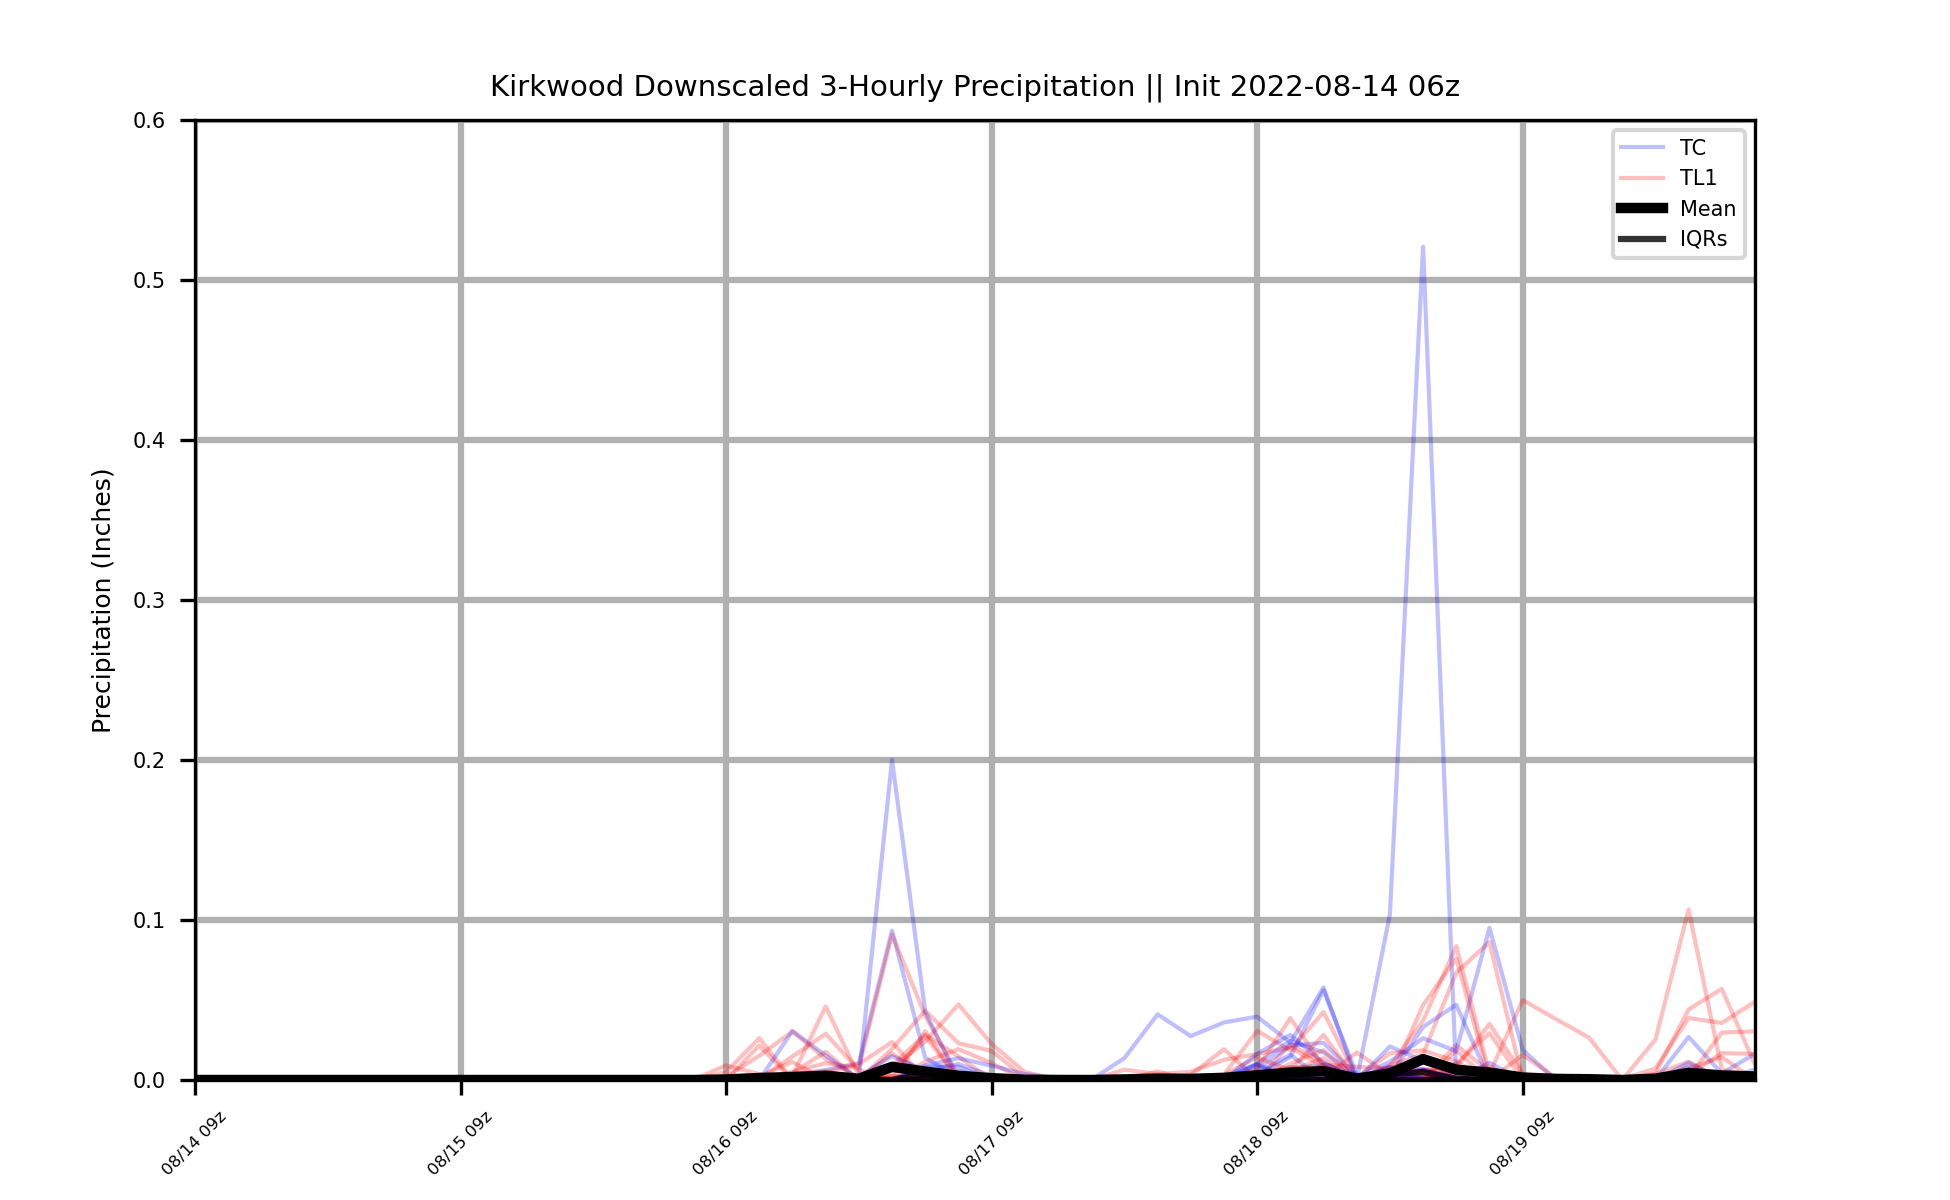 Kirkwood Downscaled 3-Hourly Precipitation || Init 2022-08-14 06z
TC
TL1
Mean
IQRs
Precipitation (Inches)
0.6
0.5
0.4
0.3
0.2
0.1
0.0
08/14 09z
08/15 09z
08/16 09z
08/17 09z
08/18 09z
08/19 09z